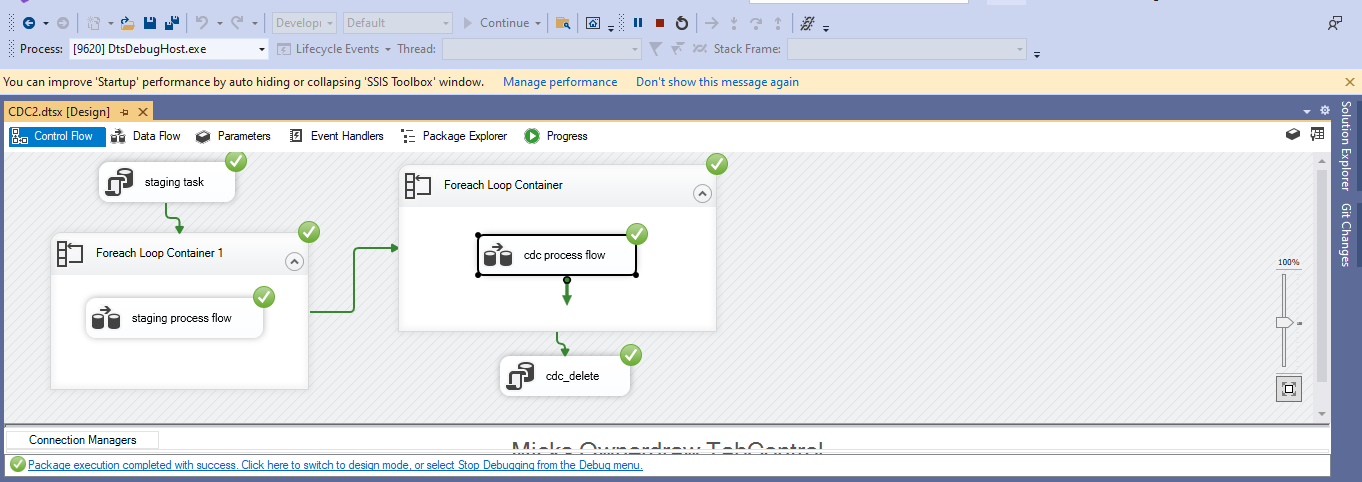 Develop Default Continue
Process: [9620] DtsDebugHost.exe Lifecycle Events Thread: Stack Frame:
You can improve 'Startup' performance by auto hiding or collapsing 'SSIS Toolbox' window. Manage performance Don't show this message again
CDC2.dtsx [Design]
Control Flow Data Flow Parameters Event Handlers Package Explorer Progress
staging task
Foreach Loop Container
Foreach Loop Container 1
cdc process flow
staging process flow
cdc_delete
100%
Solution Explorer
Git Changes
Connection Managers
Micks Ownerdraw TabControl
Package execution completed with success. Click here to switch to design mode, or select Stop Debugging from the Debug menu.